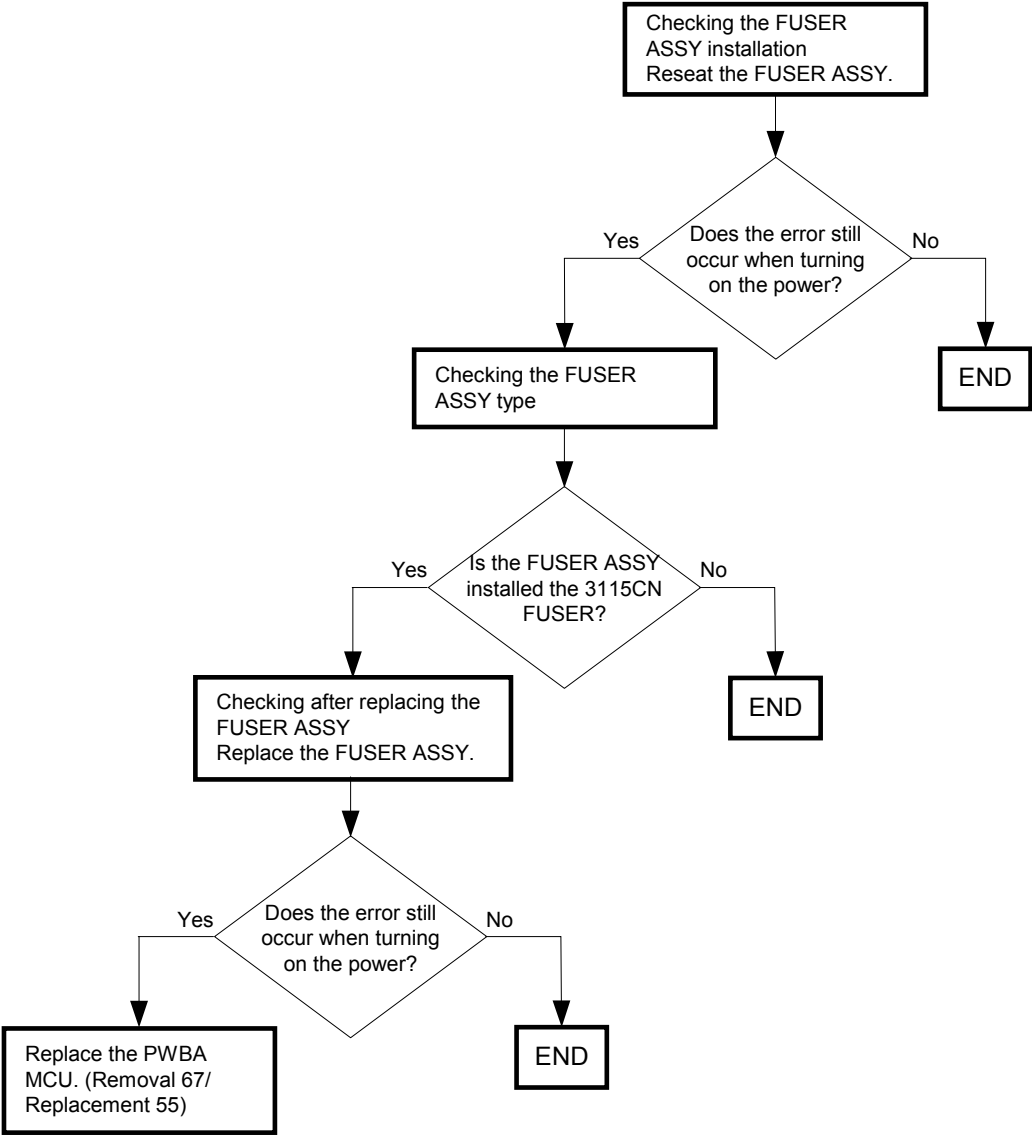 Checking the FUSER
ASSY installation
Reseat the FUSER ASSY.
Does the error still
occur when turning
on the power?
Yes
No
Checking the FUSER
ASSY type
END
Is the FUSER ASSY
installed the 3115CN
FUSER?
Yes
No
Checking after replacing the
FUSER ASSY
Replace the FUSER ASSY.
END
Does the error still
occur when turning
on the power?
Yes
No
Replace the PWBA
MCU. (Removal 67/
Replacement 55)
END